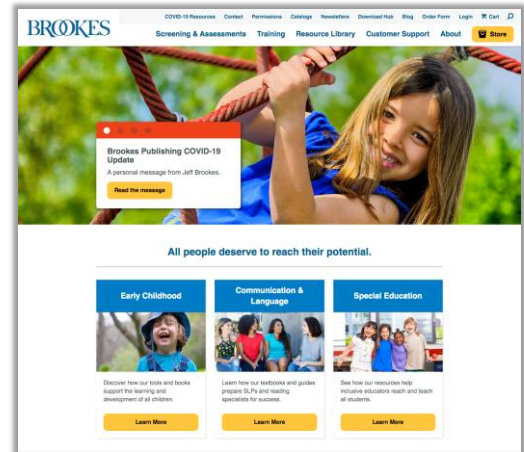 COVID-19 Resources Contact Permissions Catalogs Newsletters Download Hub Blog Order Form Login Cart
BROOKES
Screening & Assessments Training Resource Library Customer Support About Store
Brookes Publishing COVID-19
Update
A personal message from Jeff Brookes.
Read the message
All people deserve to reach their potential.
Early Childhood
Communication &
Language
Special Education
Discover how our tools and books
support the learning and
development of all children.
Learn how our textbooks and guides
prepare SLPs and reading
specialists for success.
See how our resources help
inclusive educators reach and teach
all students.
Learn More
Learn More
Learn More